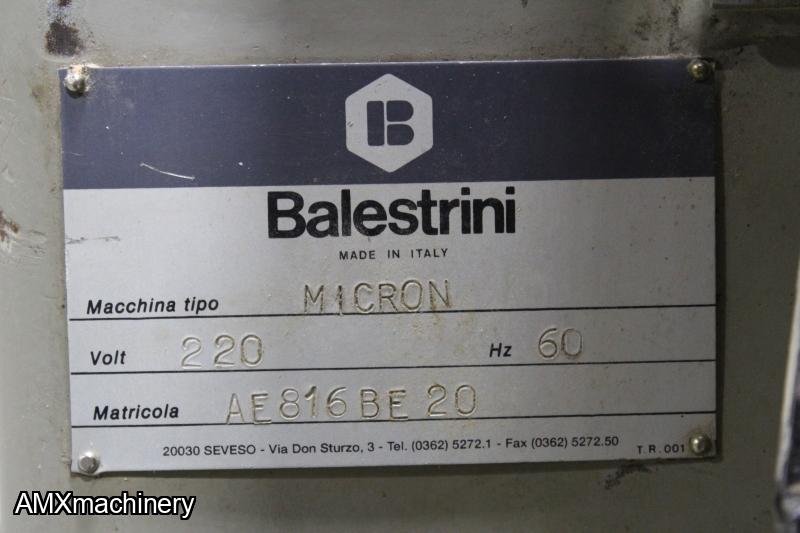 B
Balestrini
MADE IN ITALY
Macchina tipo MICRON
Volt 220 Hz 60
Matricola AE816BE20
20030 SEVESO - Via Don Sturzo, 3 - Tel. (0362) 5272.1 - Fax (0362) 5272.50 T.R.001
AMXmachinery